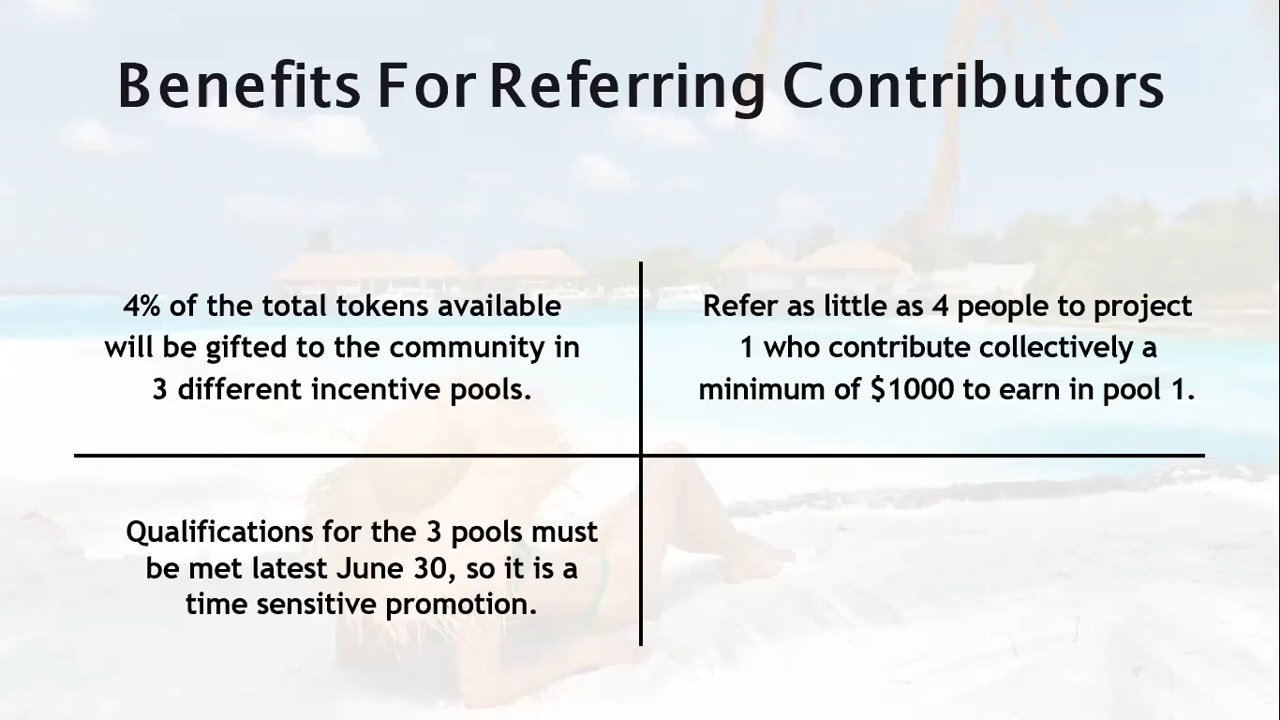 Benefits For Referring Contributors
4% of the total tokens available
will be gifted to the community in
3 different incentive pools.
Refer as little as 4 people to project
1 who contribute collectively a
minimum of $1000 to earn in pool 1.
Qualifications for the 3 pools must
be met latest June 30, so it is a
time sensitive promotion.